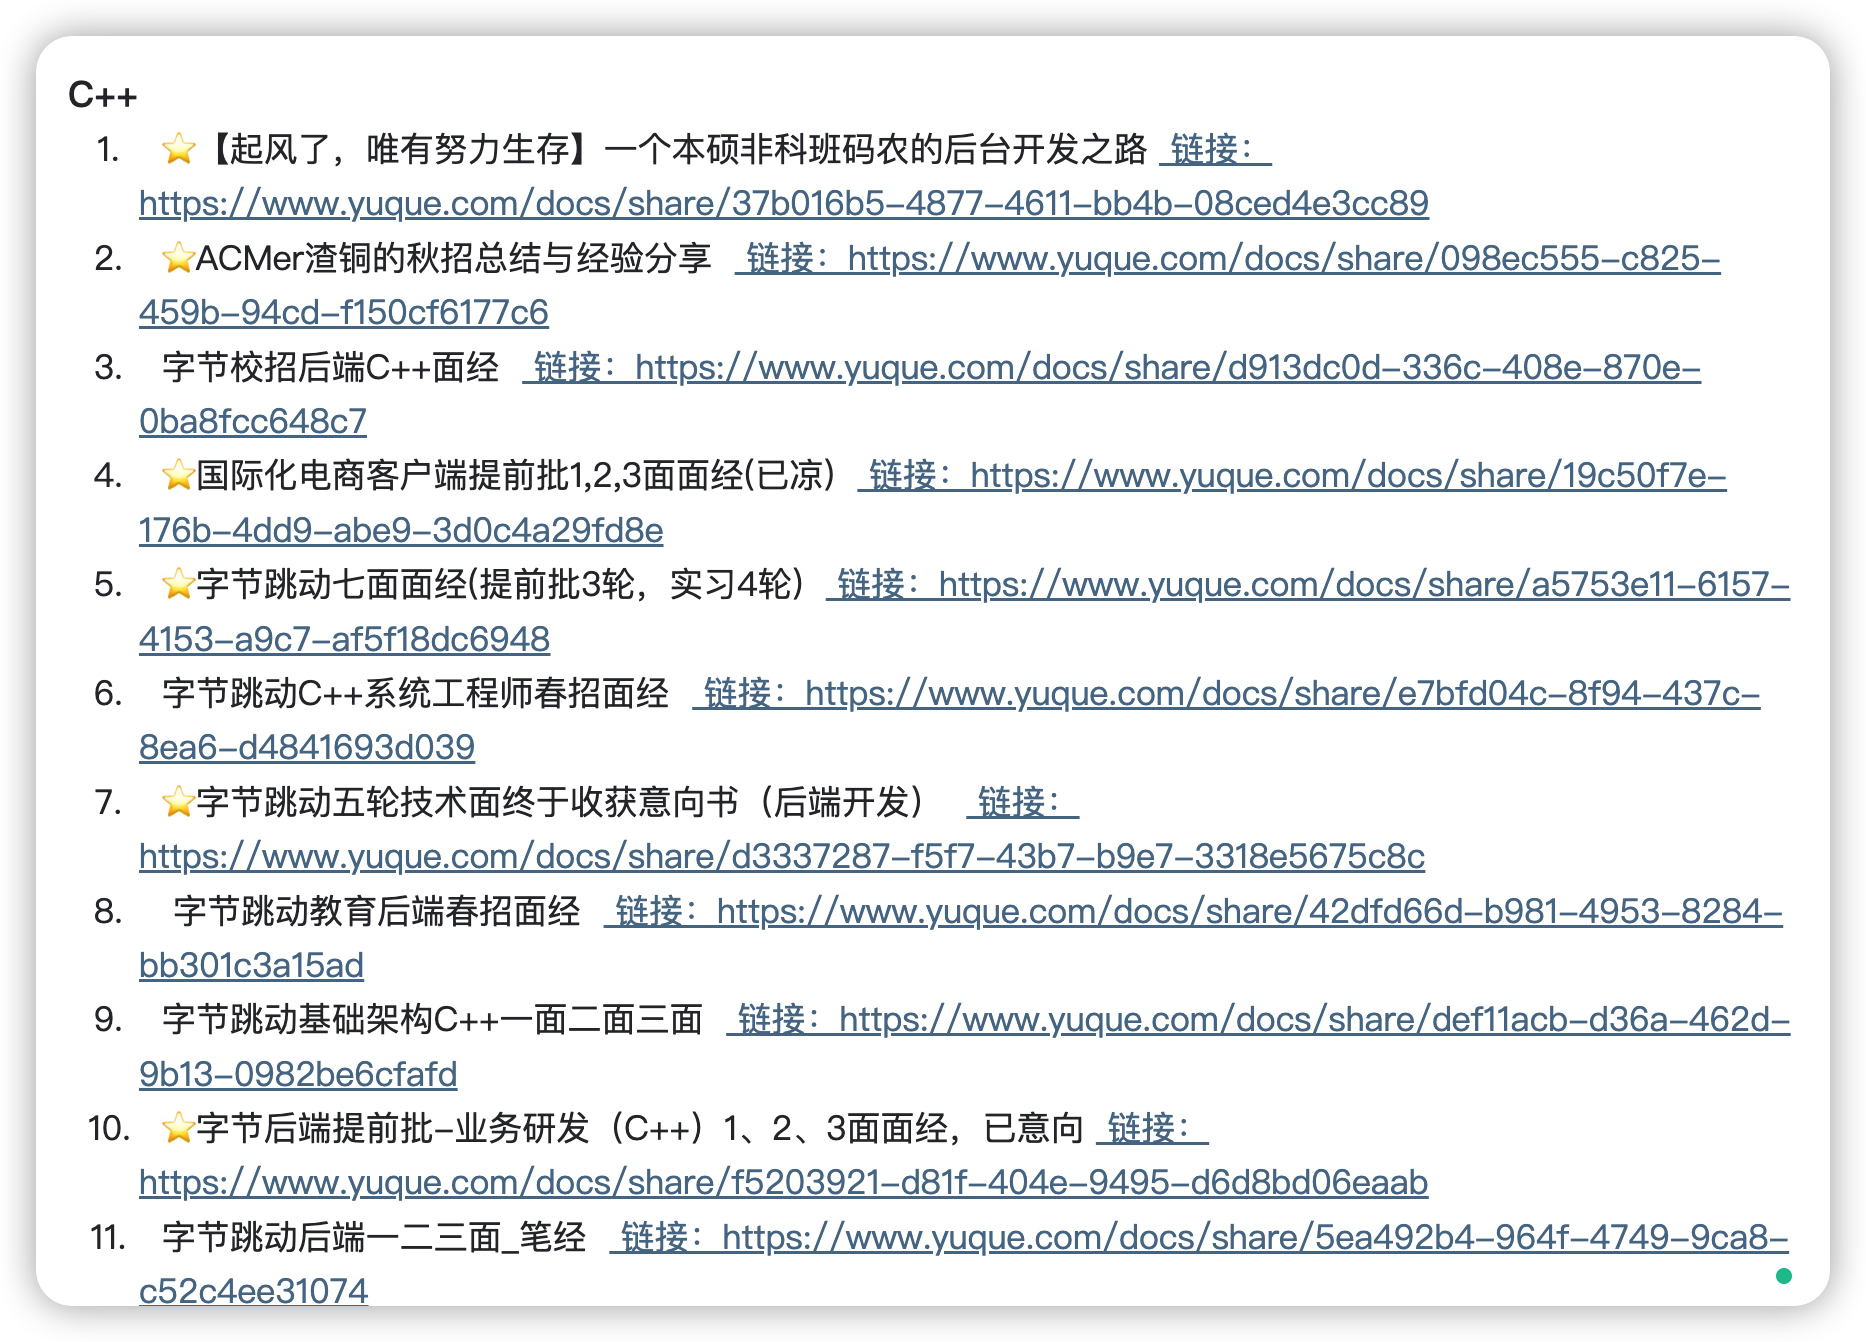 C++
1. ⭐【起风了，唯有努力生存】一个本硕非科班码农的后台开发之路 链接：
https://www.yuque.com/docs/share/37b016b5-4877-4611-bb4b-08ced4e3cc89
2. ⭐ACMer渣铜的秋招总结与经验分享 链接：https://www.yuque.com/docs/share/098ec555-c825-
459b-94cd-f150cf6177c6
3. 字节校招后端C++面经 链接：https://www.yuque.com/docs/share/d913dc0d-336c-408e-870e-
0ba8fcc648c7
4. ⭐国际化电商客户端提前批1,2,3面面经(已凉） 链接：https://www.yuque.com/docs/share/19c50f7e-
176b-4dd9-abe9-3d0c4a29fd8e
5. ⭐字节跳动七面面经(提前批3轮，实习4轮） 链接：https://www.yuque.com/docs/share/a5753e11-6157-
4153-a9c7-af5f18dc6948
6. 字节跳动C++系统工程师春招面经 链接：https://www.yuque.com/docs/share/e7bfd04c-8f94-437c-
8ea6-d4841693d039
7. ⭐字节跳动五轮技术面终于收获意向书（后端开发） 链接：
https://www.yuque.com/docs/share/d3337287-f5f7-43b7-b9e7-3318e5675c8c
8. 字节跳动教育后端春招面经 链接：https://www.yuque.com/docs/share/42dfd66d-b981-4953-8284-
bb301c3a15ad
9. 字节跳动基础架构C++一面二面三面 链接：https://www.yuque.com/docs/share/def11acb-d36a-462d-
9b13-0982be6cfafd
10. ⭐字节后端提前批-业务研发（C++）1、2、3面面经，已意向 链接：
https://www.yuque.com/docs/share/f5203921-d81f-404e-9495-d6d8bd06eaab
11. 字节跳动后端一二三面_笔经 链接：https://www.yuque.com/docs/share/5ea492b4-964f-4749-9ca8-
c52c4ee31074